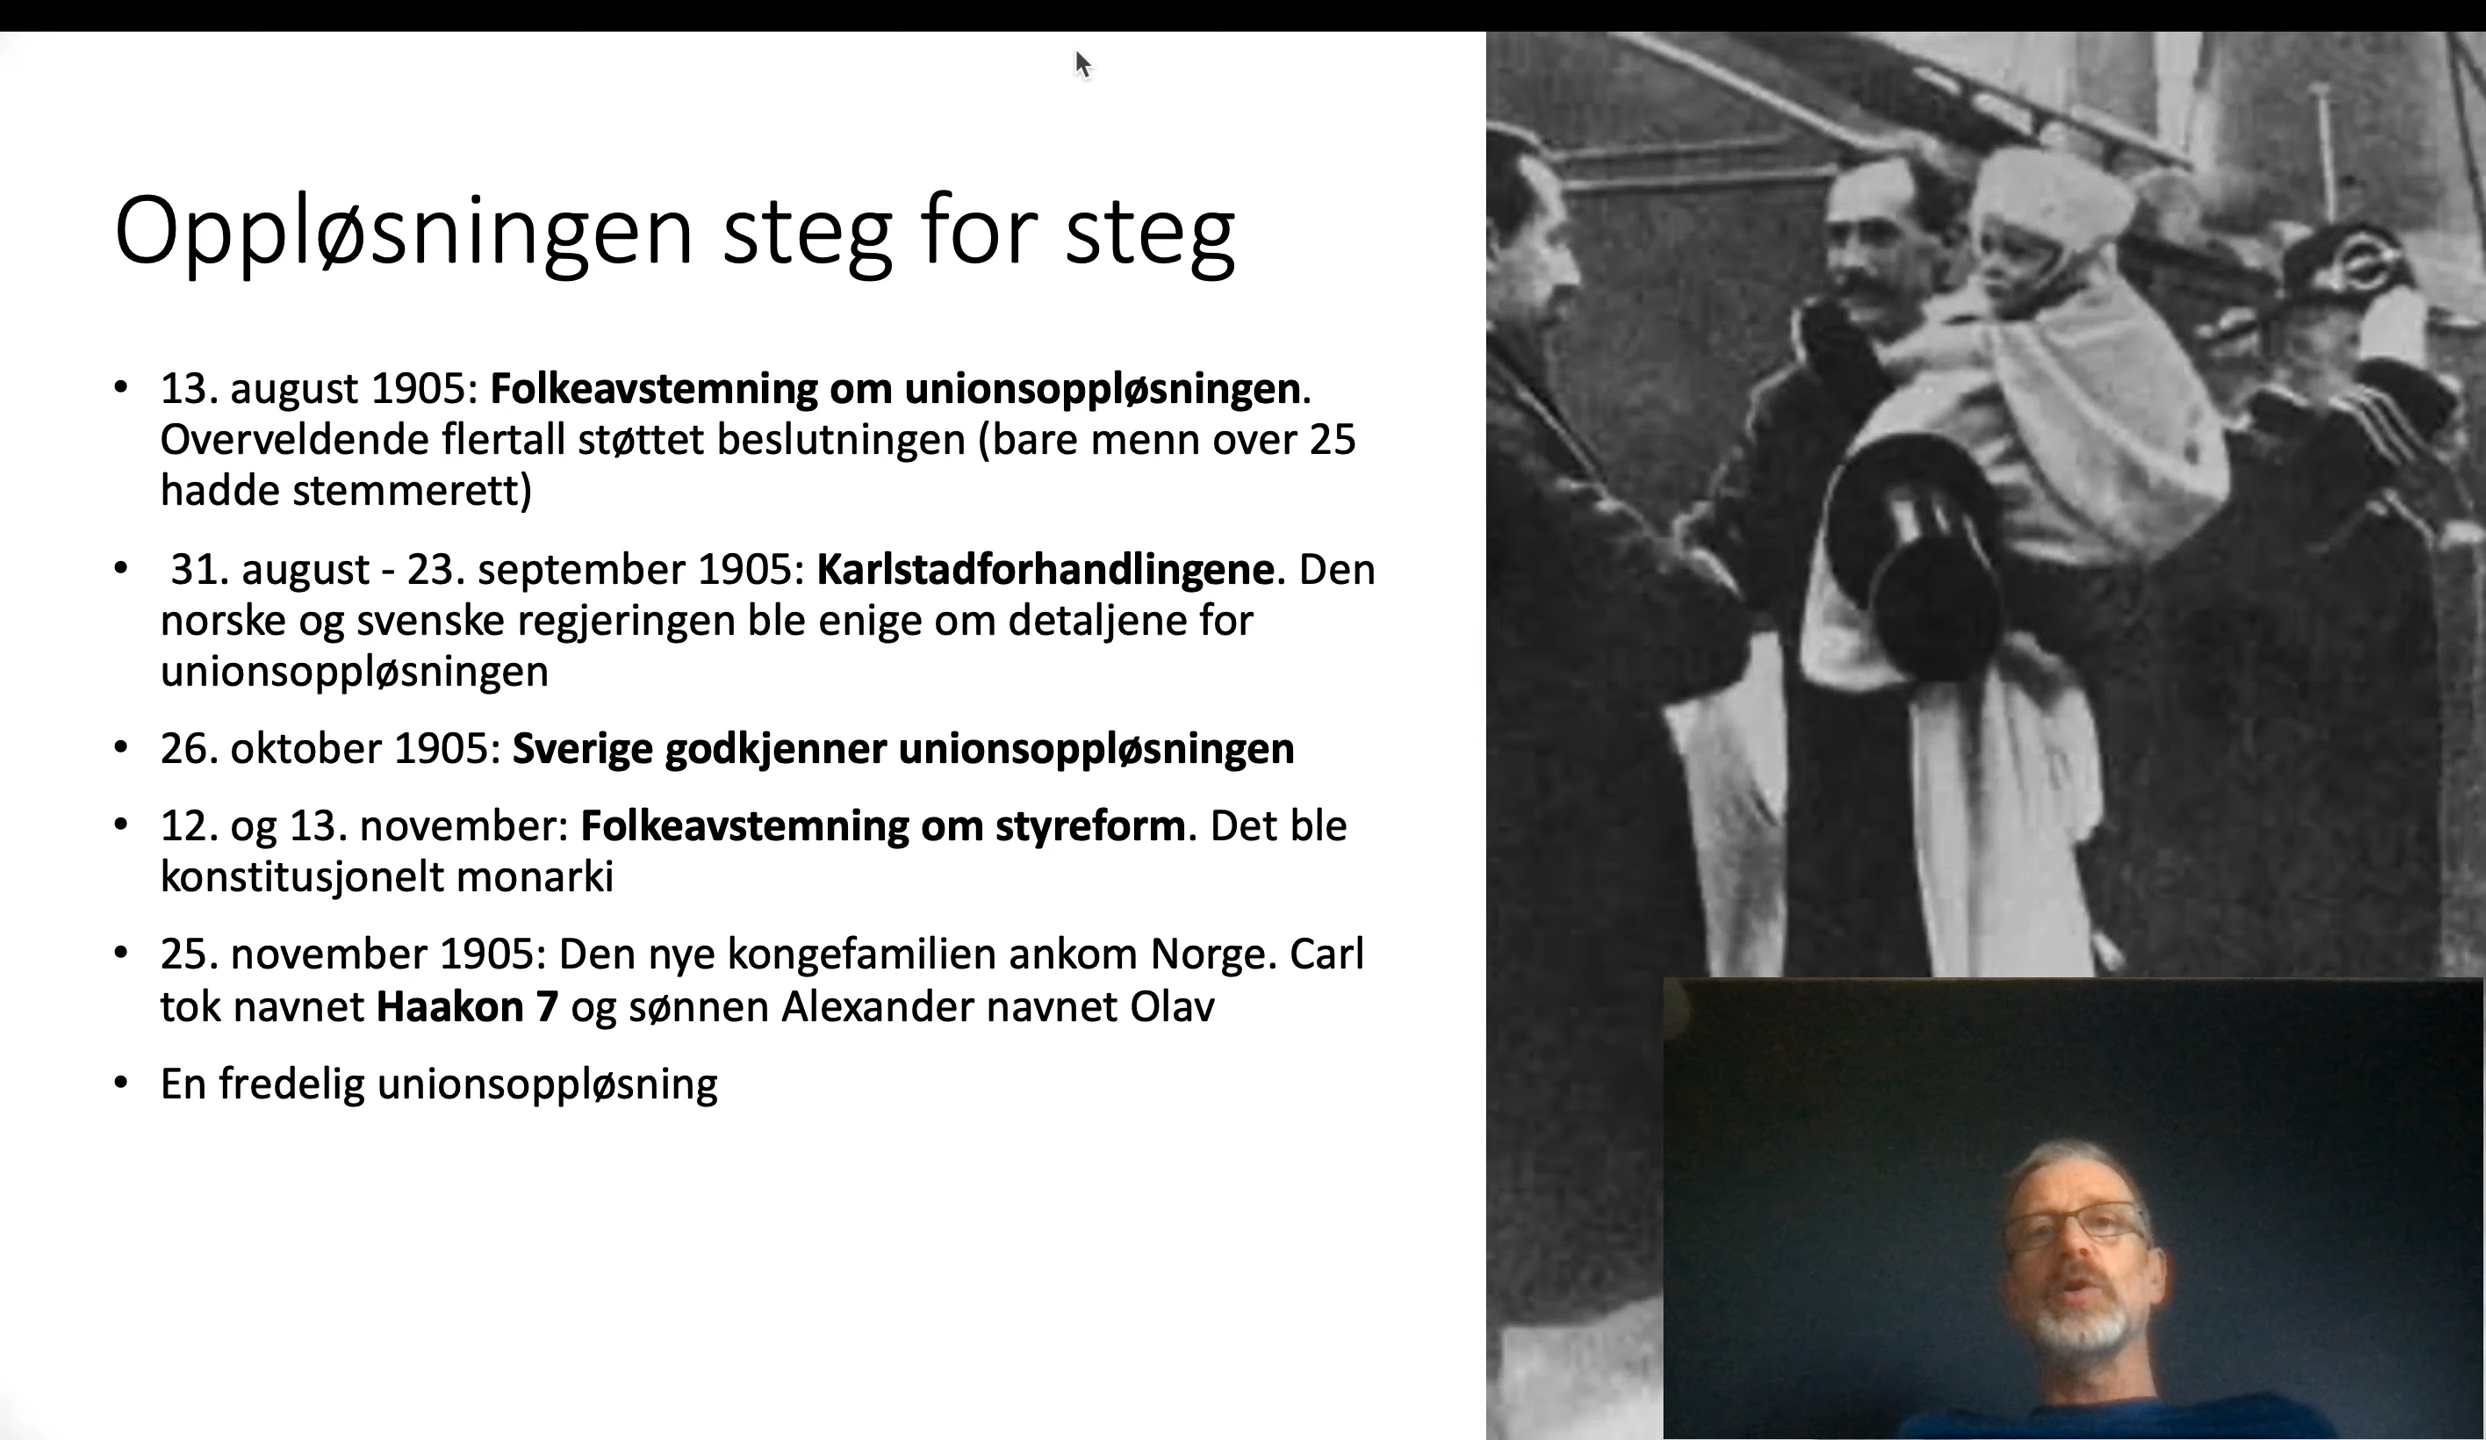 Oppløsningen steg for steg
• 13. august 1905: Folkeavstemning om unionsoppløsningen.
Overveldende flertall støttet beslutningen (bare menn over 25
hadde stemmerett)
• 31. august - 23. september 1905: Karlstadforhandlingene. Den
norske og svenske regjeringen ble enige om detaljene for
unionsoppløsningen
• 26. oktober 1905: Sverige godkjenner unionsoppløsningen
• 12. og 13. november: Folkeavstemning om styreform. Det ble
konstitusjonelt monarki
• 25. november 1905: Den nye kongefamilien ankom Norge. Carl
tok navnet Haakon 7 og sønnen Alexander navnet Olav
• En fredelig unionsoppløsning